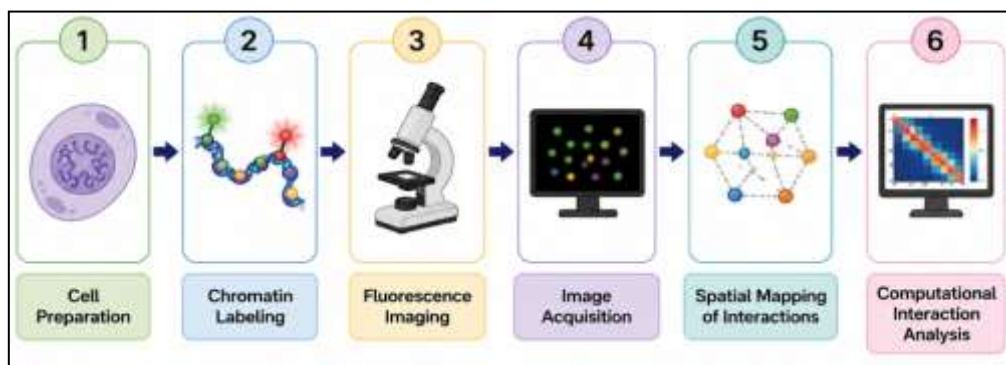 1
2
3
4
5
6
Cell
Preparation
Chromatin
Labeling
Fluorescence
Imaging
Image
Acquisition
Spatial Mapping
of Interactions
Computational
Interaction
Analysis